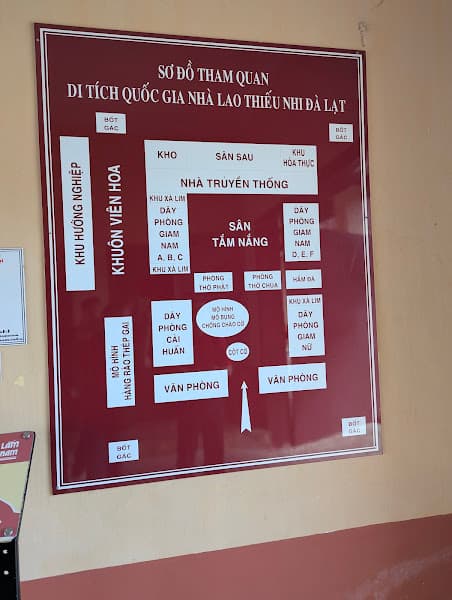 SƠ ĐỒ THAM QUAN
DI TÍCH QUỐC GIA NHÀ LAO THIẾU NHI ĐÀ LẠT
BỐT
GÁC
BỐT
GÁC
KHU HƯỚNG NGHIỆP
KHUÔN VIÊN HOA
KHO
SÂN SAU
KHU
HỎA THỰC
NHÀ TRUYỀN THỐNG
KHU XÀ LIM
DÃY
PHÒNG
GIAM
NAM
A, B, C
KHU XÀ LIM
SÂN
TẮM NẮNG
DÃY
PHÒNG
GIAM
NAM
D, E, F
PHÒNG
THỜ PHẬT
PHÒNG
THỜ CHÚA
HẦM ĐÁ
MÔ HÌNH
HÀNG RÀO THÉP GAI
DÃY
PHÒNG
CẢI
HUẤN
MÔ HÌNH
MỔ BỤNG
CHỐNG CHÀO CỜ
CỘT CỜ
KHU XÀ LIM
DÃY
PHÒNG
GIAM
NỮ
VĂN PHÒNG
VĂN PHÒNG
BỐT
GÁC
BỐT
GÁC